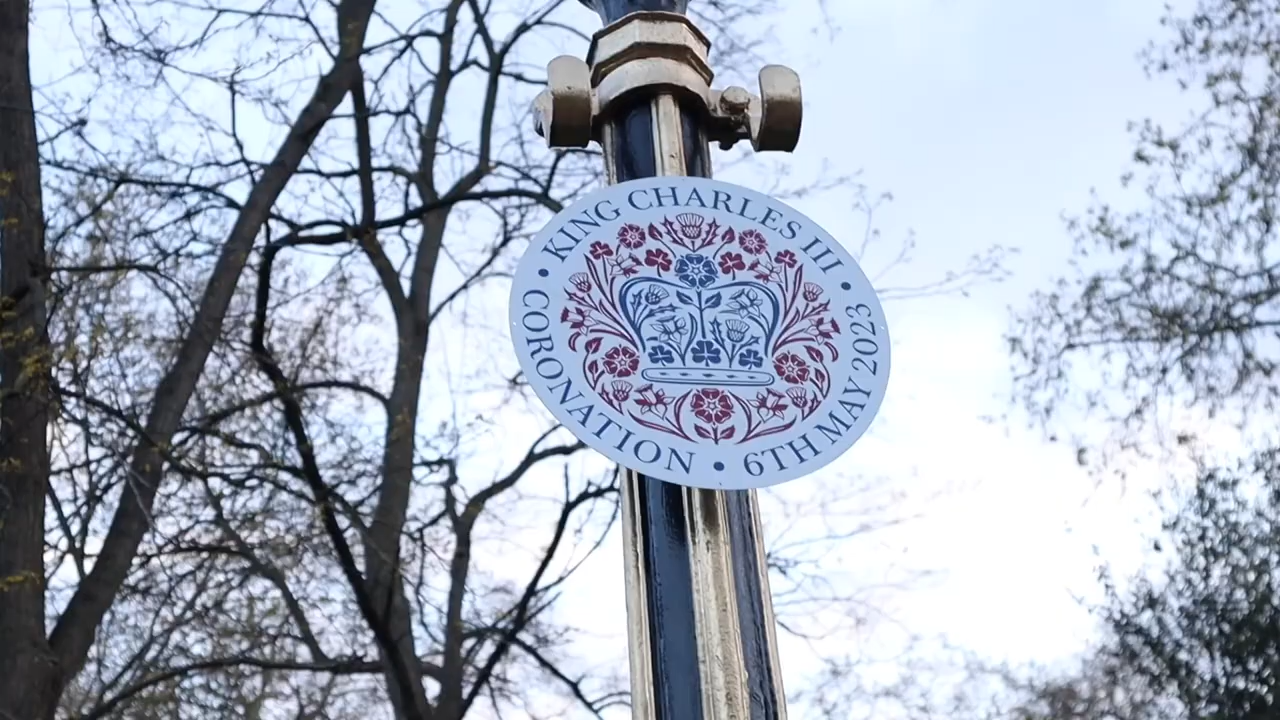 • KING CHARLES III •
CORONATION • 6TH MAY 2023